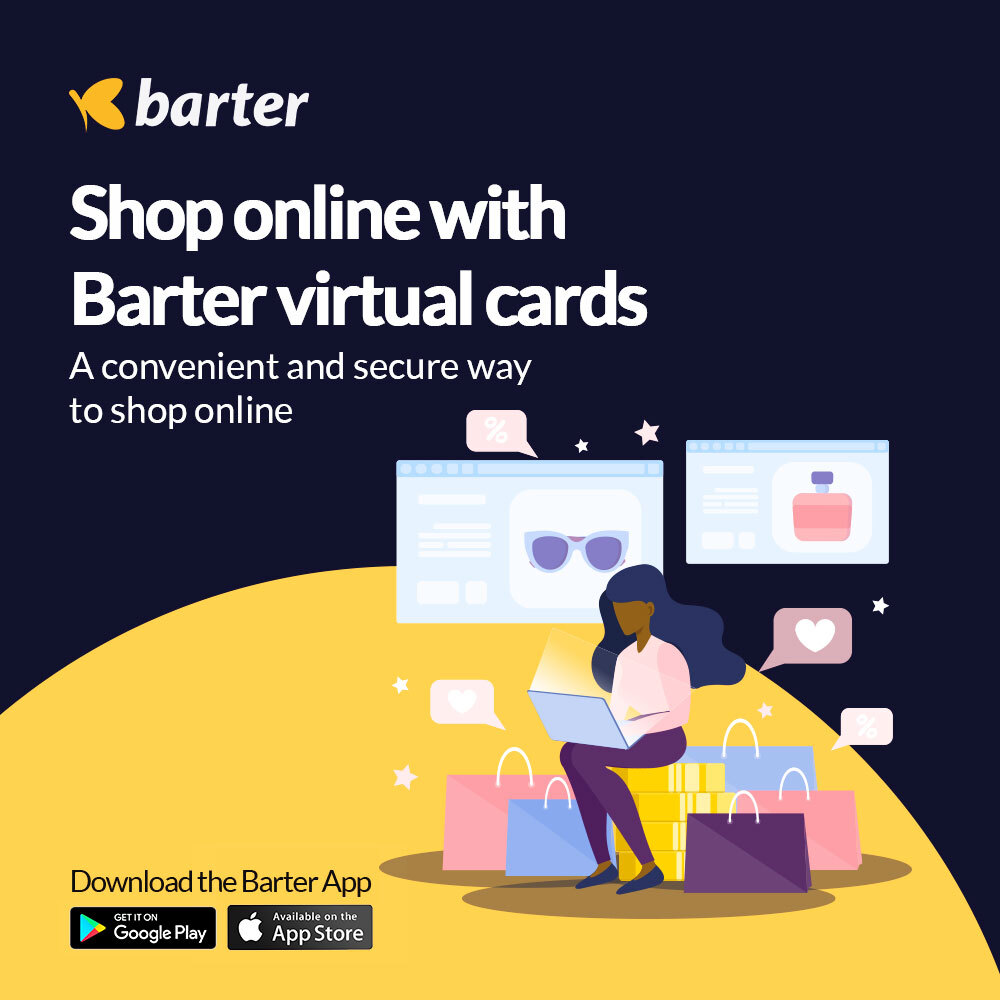 barter
Shop online with
Barter virtual cards
A convenient and secure way
to shop online
%
%
Download the Barter App
GET IT ON
Google Play
Available on the
App Store